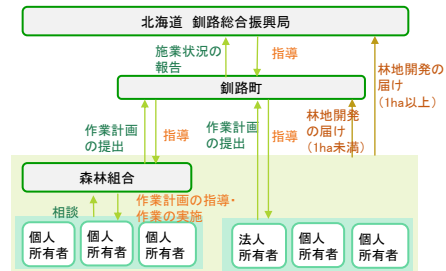 北海道 釧路総合振興局
施業状況の
報告
指導
林地開発の
届け
(1ha以上)
釧路町
作業計画
の提出
指導
作業計画
の提出
指導
林地開発
の届け
(1ha未満)
森林組合
相談
作業計画の指導・
作業の実施
個人
所有者
個人
所有者
個人
所有者
法人
所有者
個人
所有者
個人
所有者